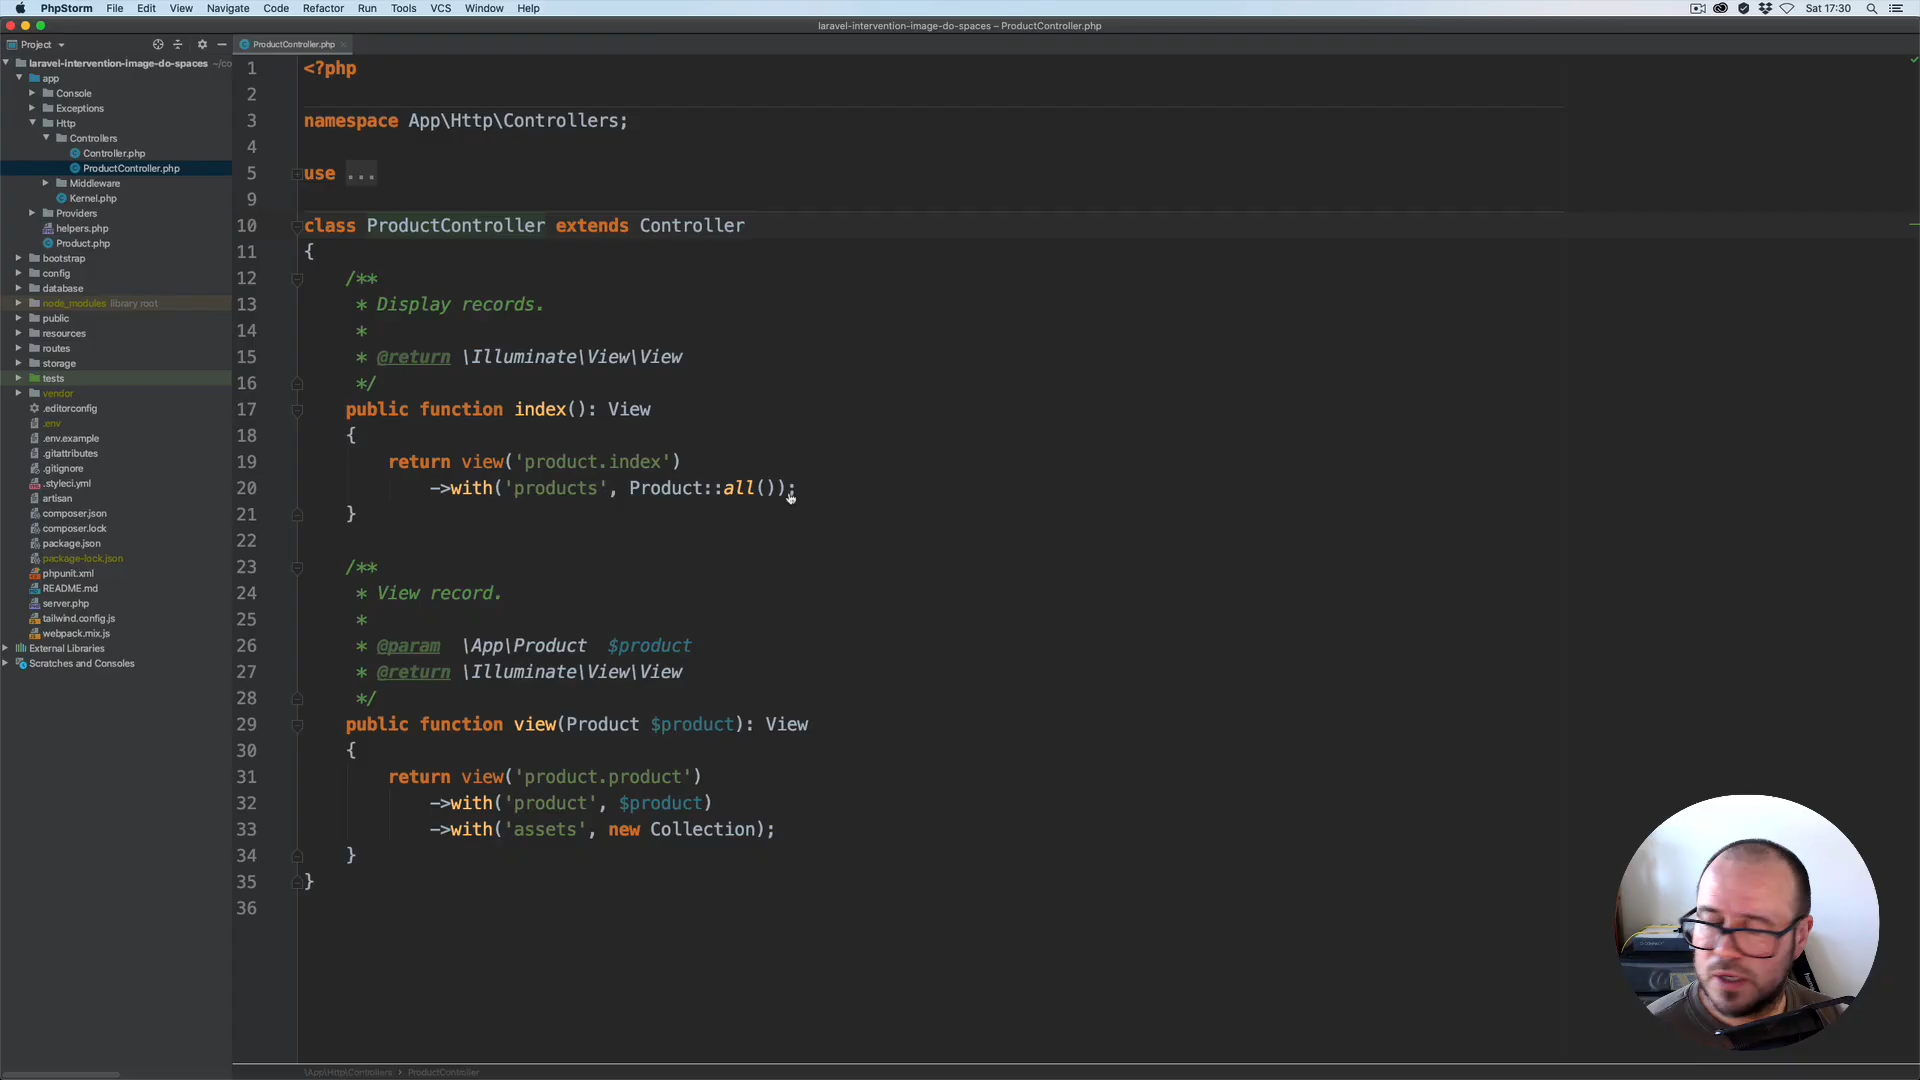 PhpStorm File Edit View Navigate Code Refactor Run Tools VCS Window Help Sat 17:30
laravel-intervention-image-do-spaces – ProductController.php
Project
ProductController.php
laravel-intervention-image-do-spaces ~/co
app
Console
Exceptions
Http
Controllers
Controller.php
ProductController.php
Middleware
Kernel.php
Providers
helpers.php
Product.php
bootstrap
config
database
node_modules library root
public
resources
routes
storage
tests
vendor
.editorconfig
.env
.env.example
.gitattributes
.gitignore
.styleci.yml
artisan
composer.json
composer.lock
package.json
package-lock.json
phpunit.xml
README.md
server.php
tailwind.config.js
webpack.mix.js
External Libraries
Scratches and Consoles
1 <?php
2
3 namespace App\Http\Controllers;
4
5 use ...
9
10 class ProductController extends Controller
11 {
12 /**
13 * Display records.
14 *
15 * @return \Illuminate\View\View
16 */
17 public function index(): View
18 {
19 return view('product.index')
20 ->with('products', Product::all());
21 }
22
23 /**
24 * View record.
25 *
26 * @param \App\Product $product
27 * @return \Illuminate\View\View
28 */
29 public function view(Product $product): View
30 {
31 return view('product.product')
32 ->with('product', $product)
33 ->with('assets', new Collection);
34 }
35 }
36
\App\Http\Controllers › ProductController